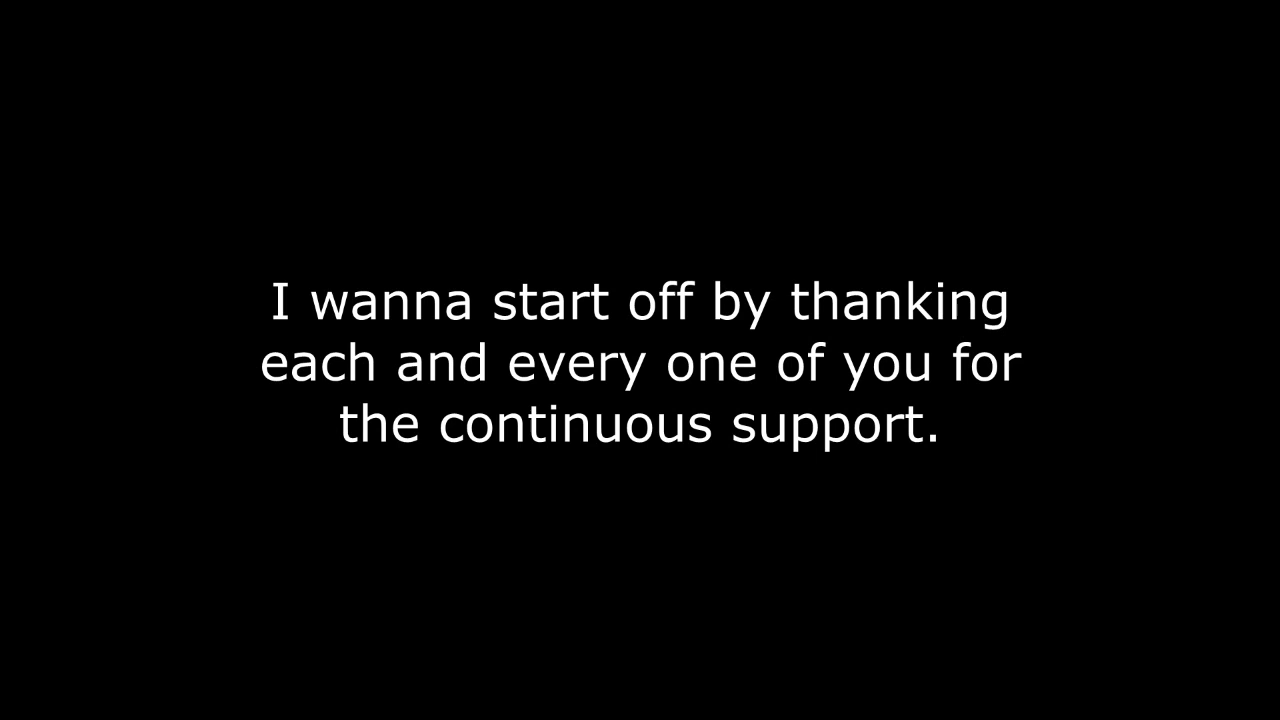 I wanna start off by thanking
each and every one of you for
the continuous support.